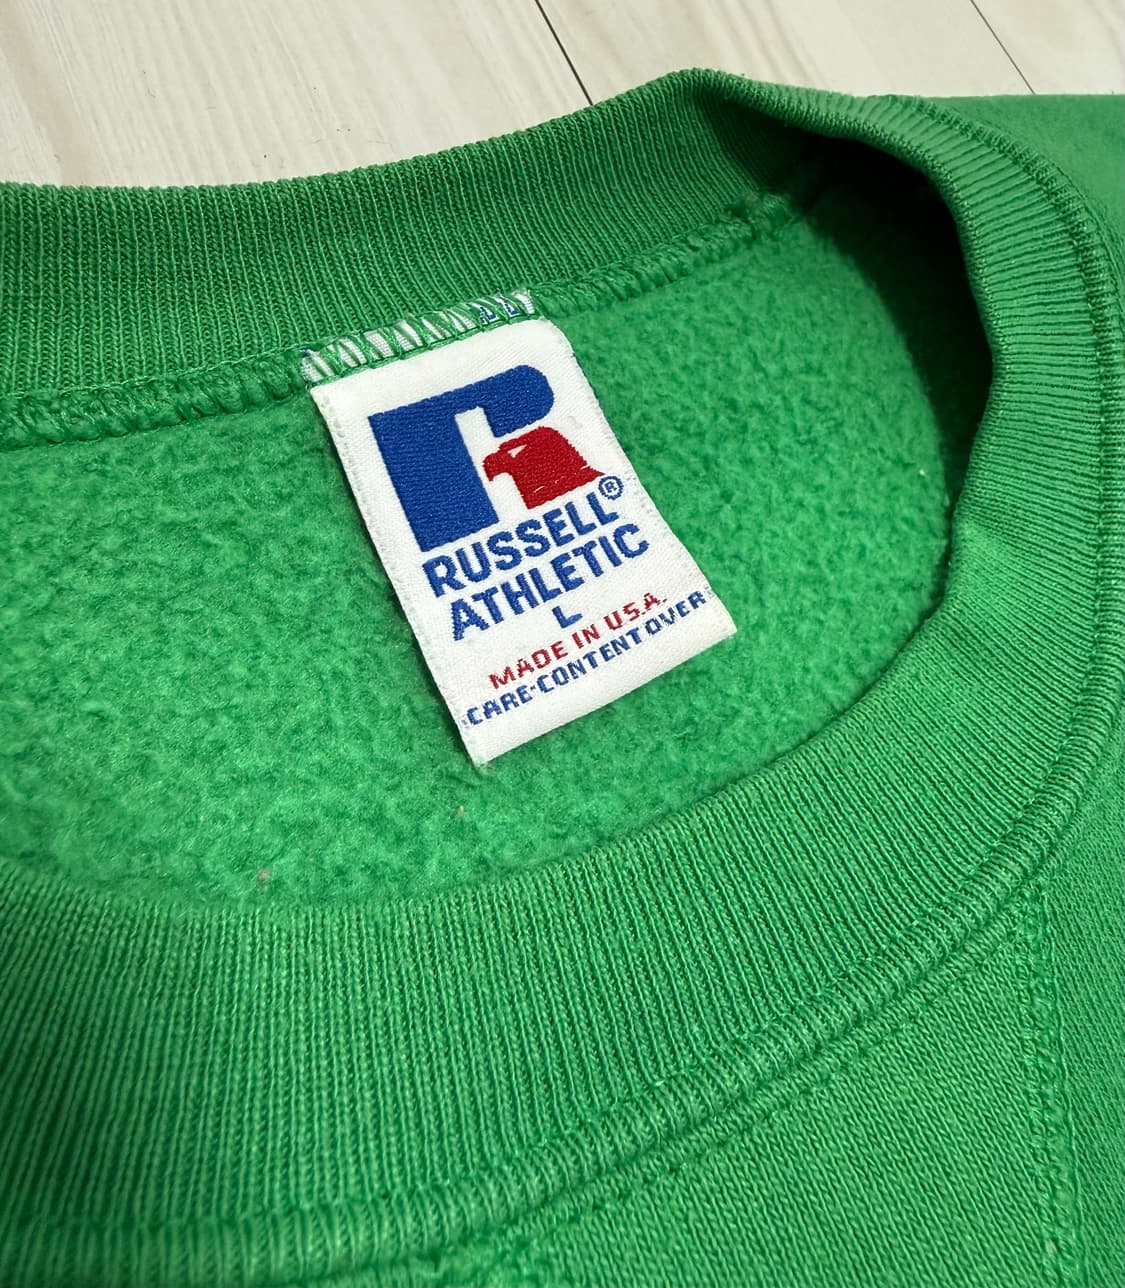 RUSSELL®
ATHLETIC
L
MADE IN U.S.A.
CARE-CONTENT OVER